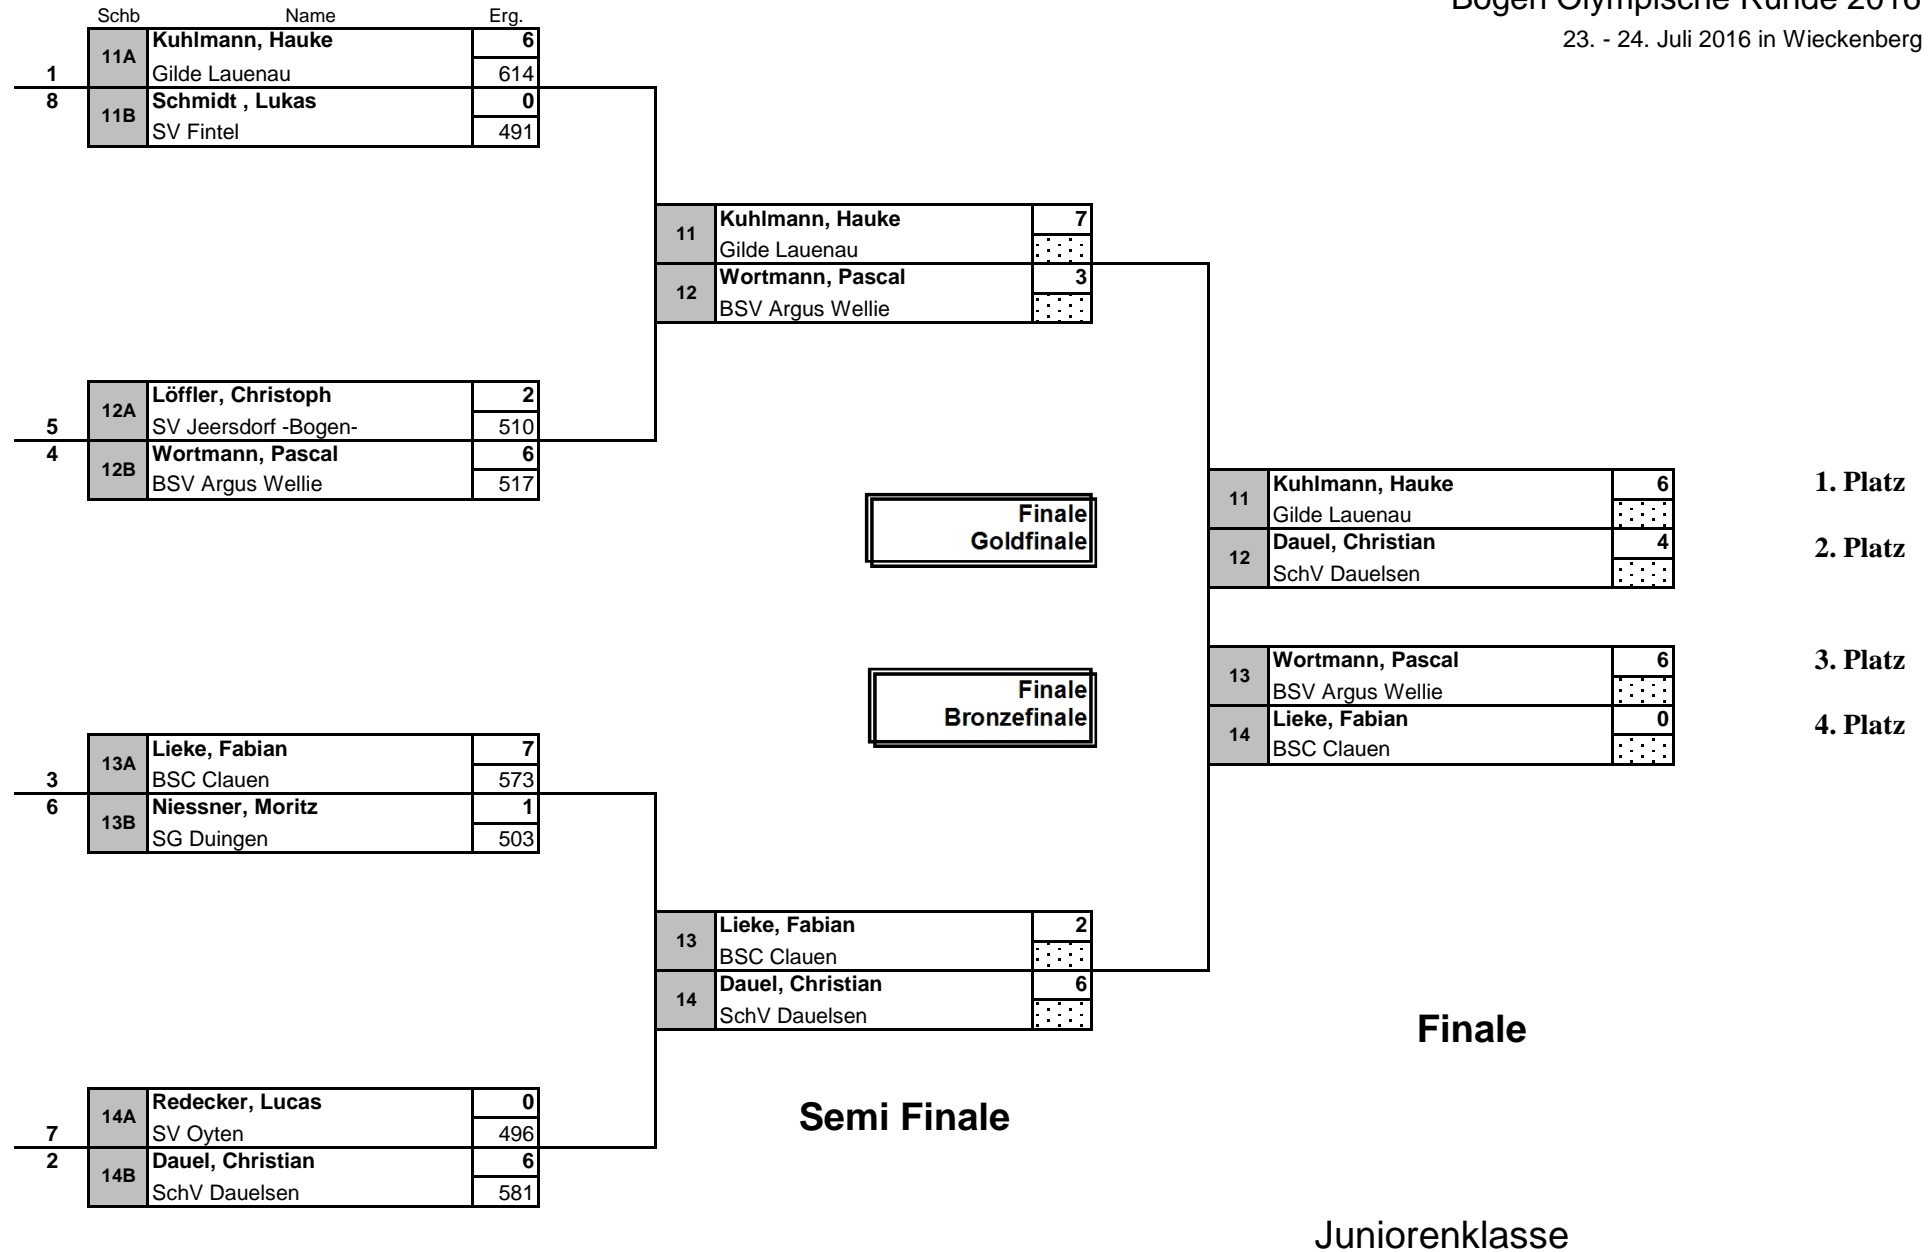 Bogen Olympische Runde 2016
23. - 24. Juli 2016 in Wieckenberg
Schb Name Erg.
11A Kuhlmann, Hauke 6
1 Gilde Lauenau 614
8 11B Schmidt , Lukas 0
SV Fintel 491
11 Kuhlmann, Hauke 7
Gilde Lauenau
12 Wortmann, Pascal 3
BSV Argus Wellie
12A Löffler, Christoph 2
5 SV Jeersdorf -Bogen- 510
4 12B Wortmann, Pascal 6
BSV Argus Wellie 517
Finale
Goldfinale
11 Kuhlmann, Hauke 6 1. Platz
Gilde Lauenau
12 Dauel, Christian 4 2. Platz
SchV Dauelsen
Finale
Bronzefinale
13 Wortmann, Pascal 6 3. Platz
BSV Argus Wellie
14 Lieke, Fabian 0 4. Platz
BSC Clauen
13A Lieke, Fabian 7
3 BSC Clauen 573
6 13B Niessner, Moritz 1
SG Duingen 503
13 Lieke, Fabian 2
BSC Clauen
14 Dauel, Christian 6
SchV Dauelsen
Finale
Semi Finale
14A Redecker, Lucas 0
7 SV Oyten 496
2 14B Dauel, Christian 6
SchV Dauelsen 581
Juniorenklasse